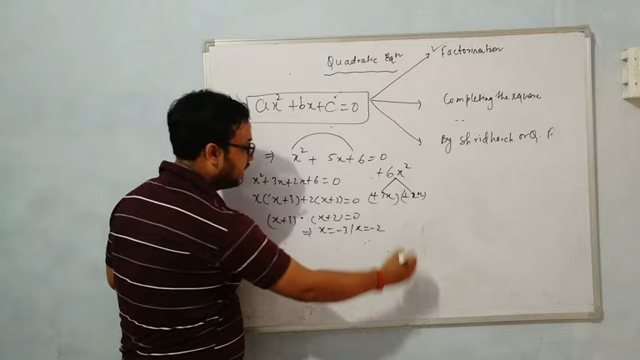 Quadratic Eqn
ax² + bx + c = 0
Factorination
Completing the square
By Shridharch or Q. F
⇒ x² + 5x + 6 = 0
x² + 3x + 2x + 6 = 0
x(x+3) + 2(x+3) = 0
(x+3) · (x+2) = 0
⇒ x = -3 / x = -2
+6x²
(+3x) (+2x)